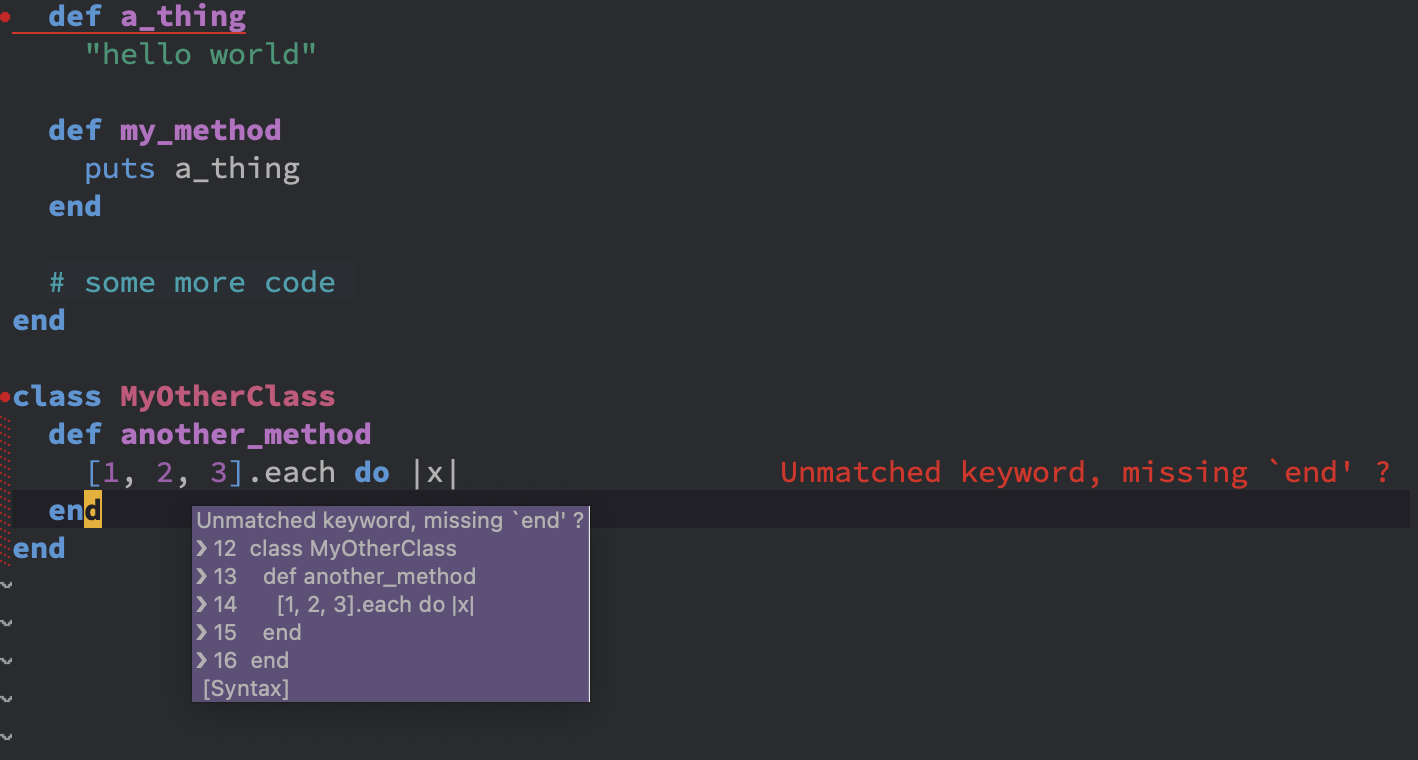 def a_thing
"hello world"
def my_method
puts a_thing
end
# some more code
end
class MyOtherClass
def another_method
[1, 2, 3].each do |x| Unmatched keyword, missing `end' ?
end
end
Unmatched keyword, missing `end' ?
❯ 12 class MyOtherClass
❯ 13 def another_method
❯ 14 [1, 2, 3].each do |x|
❯ 15 end
❯ 16 end
[Syntax]
~
~
~
~
~